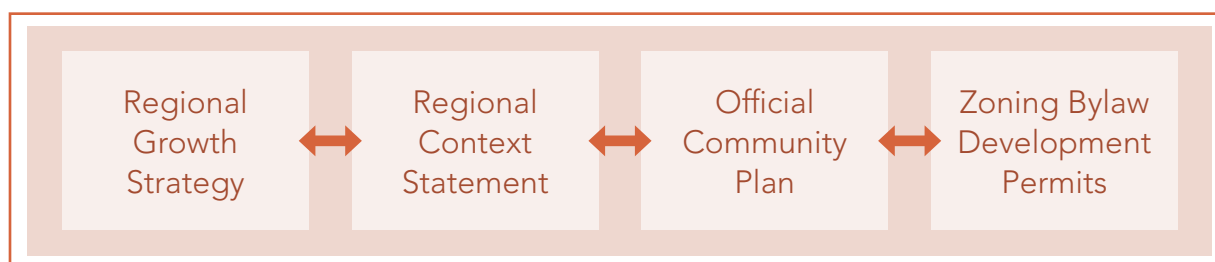 Regional
Growth
Strategy
Regional
Context
Statement
Official
Community
Plan
Zoning Bylaw
Development
Permits